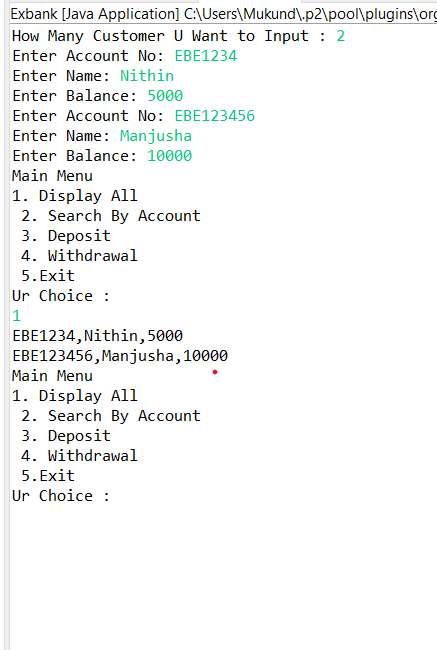 Exbank [Java Application] C:\Users\Mukund\.p2\pool\plugins\org
How Many Customer U Want to Input : 2
Enter Account No: EBE1234
Enter Name: Nithin
Enter Balance: 5000
Enter Account No: EBE123456
Enter Name: Manjusha
Enter Balance: 10000
Main Menu
1. Display All
 2. Search By Account
 3. Deposit
 4. Withdrawal
 5.Exit
Ur Choice :
1
EBE1234,Nithin,5000
EBE123456,Manjusha,10000
Main Menu
1. Display All
 2. Search By Account
 3. Deposit
 4. Withdrawal
 5.Exit
Ur Choice :